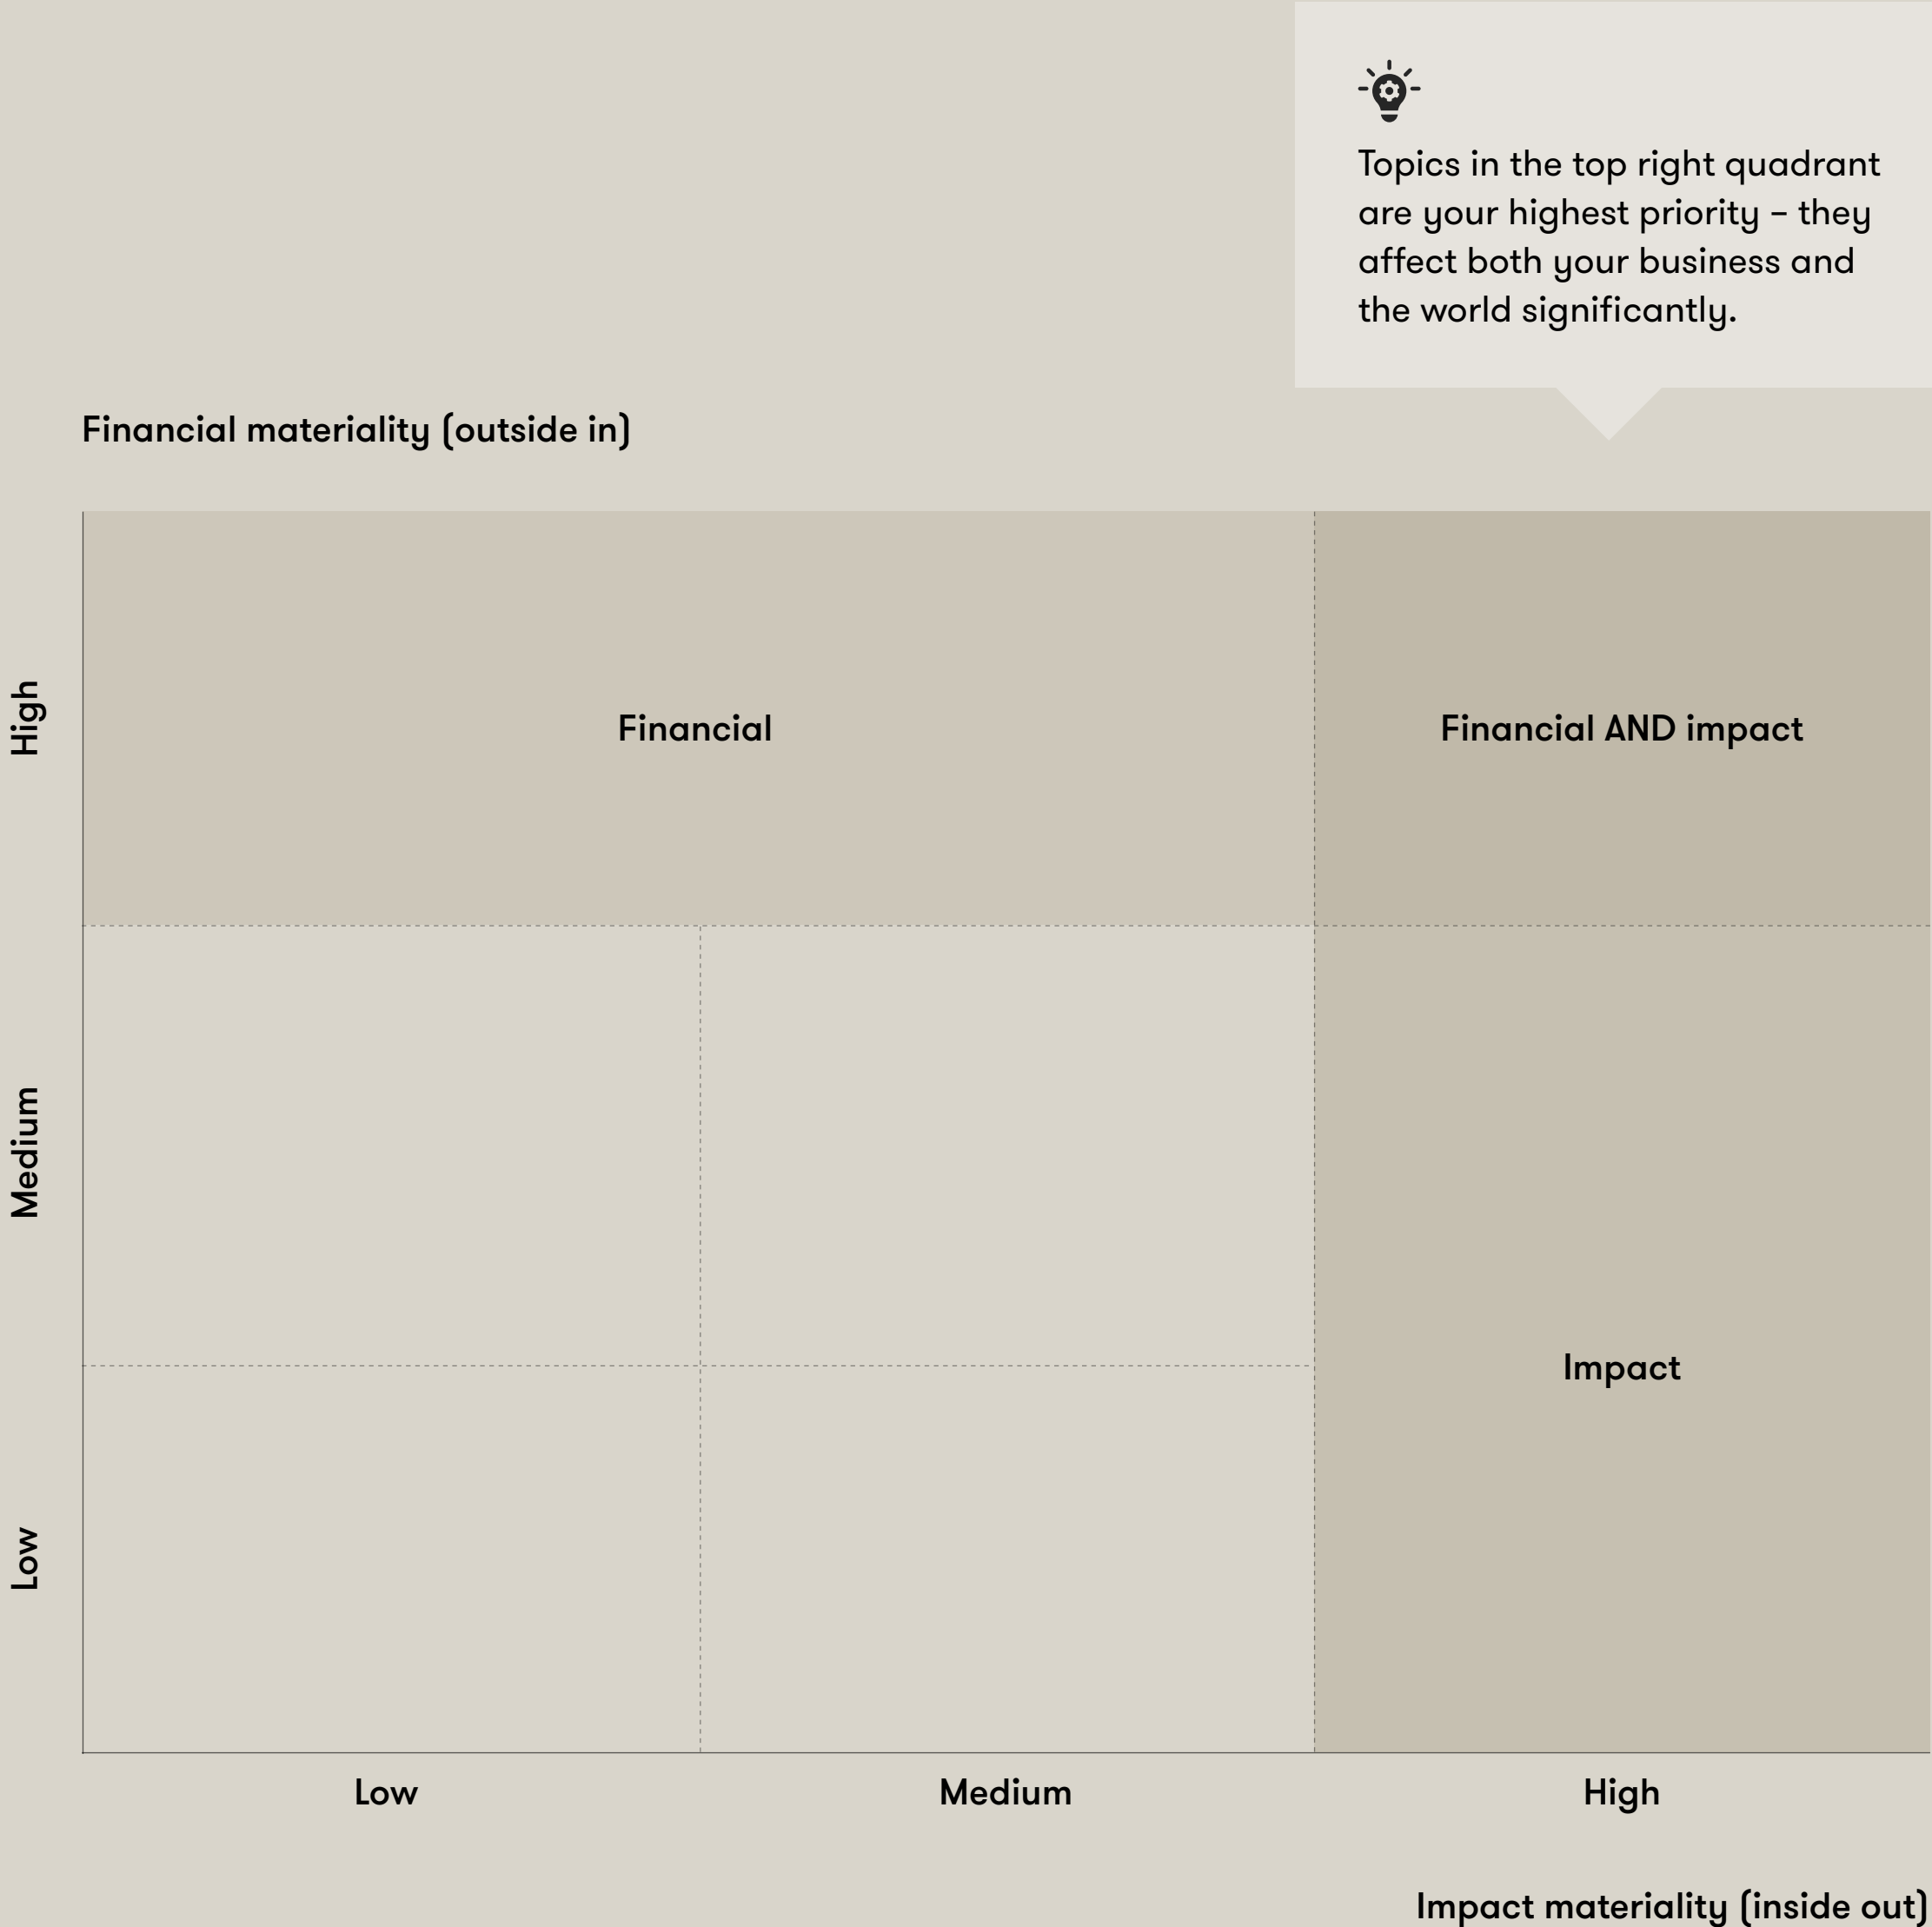 Topics in the top right quadrant
are your highest priority – they
affect both your business and
the world significantly.
Financial materiality (outside in)
High
Financial
Financial AND impact
Medium
Impact
Low
Low
Medium
High
Impact materiality (inside out)